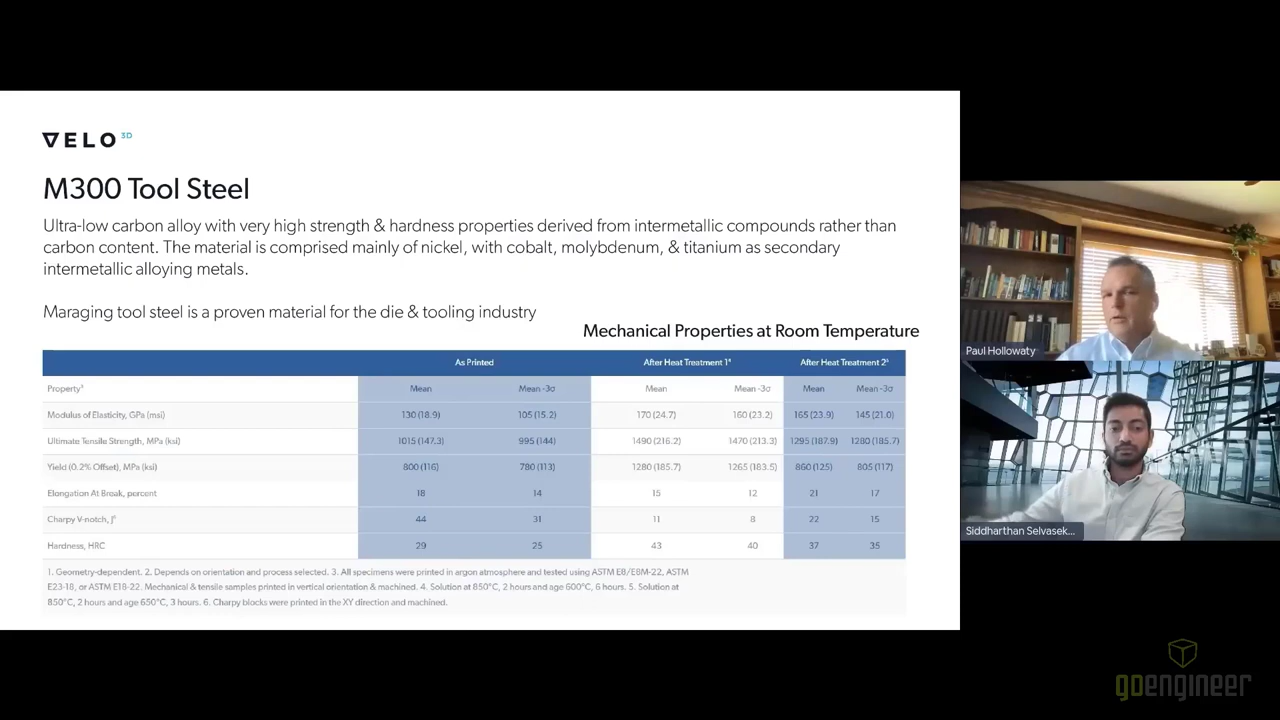 VELO 3D
M300 Tool Steel
Ultra-low carbon alloy with very high strength & hardness properties derived from intermetallic compounds rather than
carbon content. The material is comprised mainly of nickel, with cobalt, molybdenum, & titanium as secondary
intermetallic alloying metals.
Maraging tool steel is a proven material for the die & tooling industry
Mechanical Properties at Room Temperature
As Printed After Heat Treatment 1⁴ After Heat Treatment 2⁵
Property³ Mean Mean -3σ Mean Mean -3σ Mean Mean -3σ
Modulus of Elasticity, GPa (msi) 130 (18.9) 105 (15.2) 170 (24.7) 160 (23.2) 165 (23.9) 145 (21.0)
Ultimate Tensile Strength, MPa (ksi) 1015 (147.3) 995 (144) 1490 (216.2) 1470 (213.3) 1295 (187.9) 1280 (185.7)
Yield (0.2% Offset), MPa (ksi) 800 (116) 780 (113) 1280 (185.7) 1265 (183.5) 860 (125) 805 (117)
Elongation At Break, percent 18 14 15 12 21 17
Charpy V-notch, J⁶ 44 31 11 8 22 15
Hardness, HRC 29 25 43 40 37 35
1. Geometry-dependent. 2. Depends on orientation and process selected. 3. All specimens were printed in argon atmosphere and tested using ASTM E8/E8M-22, ASTM
E23-18, or ASTM E18-22. Mechanical & tensile samples printed in vertical orientation & machined. 4. Solution at 850°C, 2 hours and age 600°C, 6 hours. 5. Solution at
850°C, 2 hours and age 650°C, 3 hours. 6. Charpy blocks were printed in the XY direction and machined.
Paul Hollowaty
Siddharthan Selvasek...
goengineer